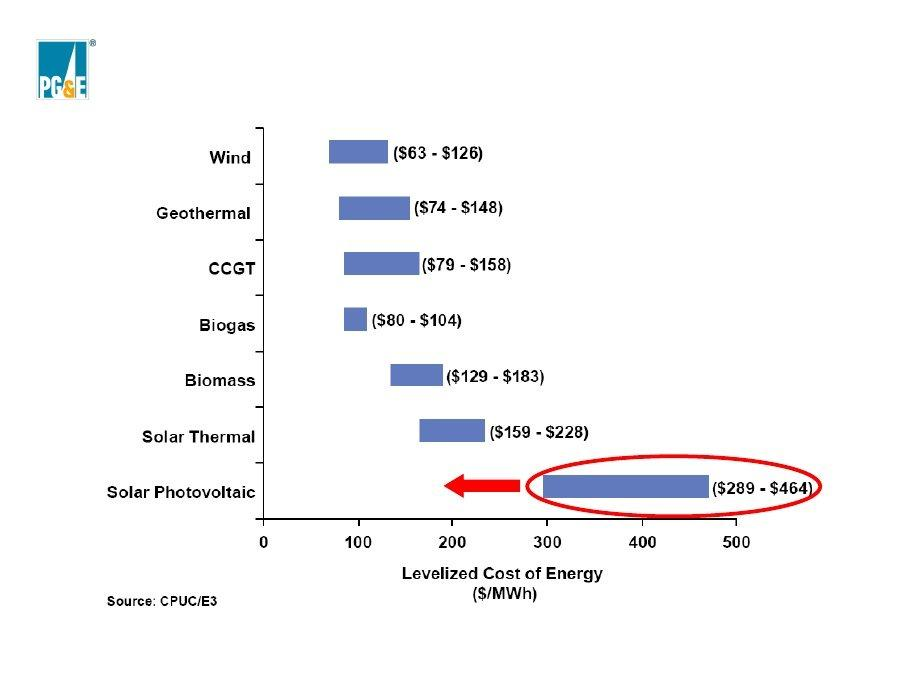 PG&E ®
Wind ($63 - $126)
Geothermal ($74 - $148)
CCGT ($79 - $158)
Biogas ($80 - $104)
Biomass ($129 - $183)
Solar Thermal ($159 - $228)
Solar Photovoltaic ($289 - $464)
0 100 200 300 400 500
Levelized Cost of Energy
($/MWh)
Source: CPUC/E3